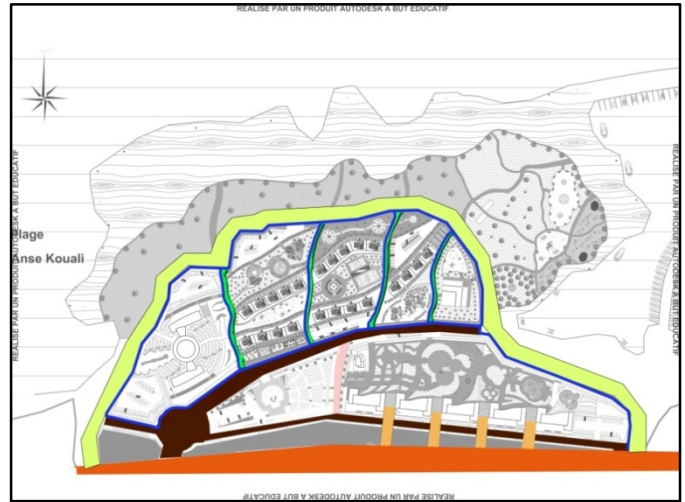 REALISE PAR UN PRODUIT AUTODESK A BUT EDUCATIF
Plage
Anse Kouali
REALISE PAR UN PRODUIT AUTODESK A BUT EDUCATIF
REALISE PAR UN PRODUIT AUTODESK A BUT EDUCATIF
REALISE PAR UN PRODUIT AUTODESK A BUT EDUCATIF